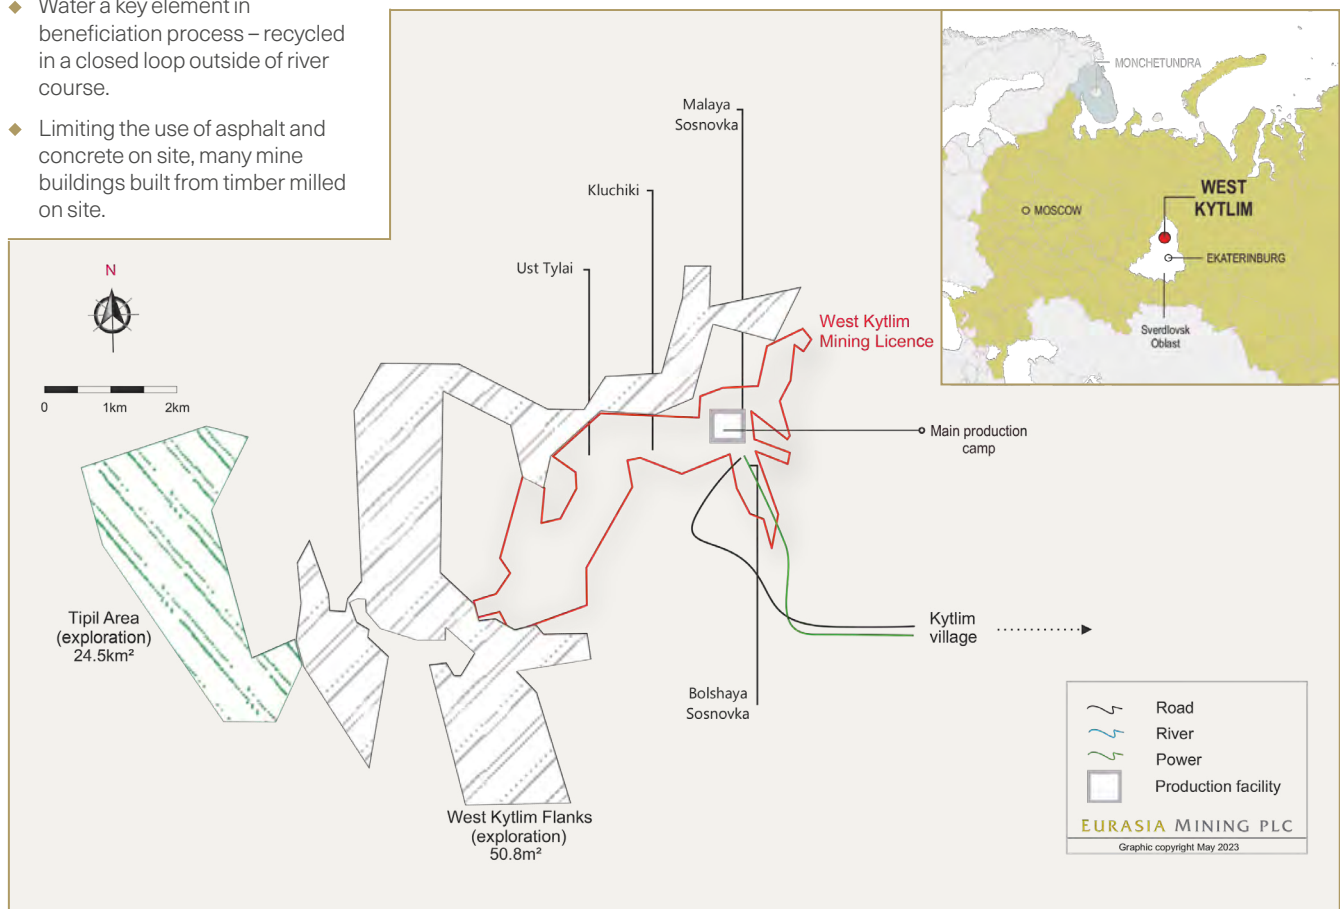 ◆ Water a key element in
beneficiation process – recycled
in a closed loop outside of river
course.
◆ Limiting the use of asphalt and
concrete on site, many mine
buildings built from timber milled
on site.
MONCHETUNDRA
WEST
KYTLIM
MOSCOW
EKATERINBURG
Sverdlovsk
Oblast
Malaya
Sosnovka
Kluchiki
Ust Tylai
N
0 1km 2km
West Kytlim
Mining Licence
Main production
camp
Tipil Area
(exploration)
24.5km²
Kytlim
village
Bolshaya
Sosnovka
West Kytlim Flanks
(exploration)
50.8m²
Road
River
Power
Production facility
EURASIA MINING PLC
Graphic copyright May 2023